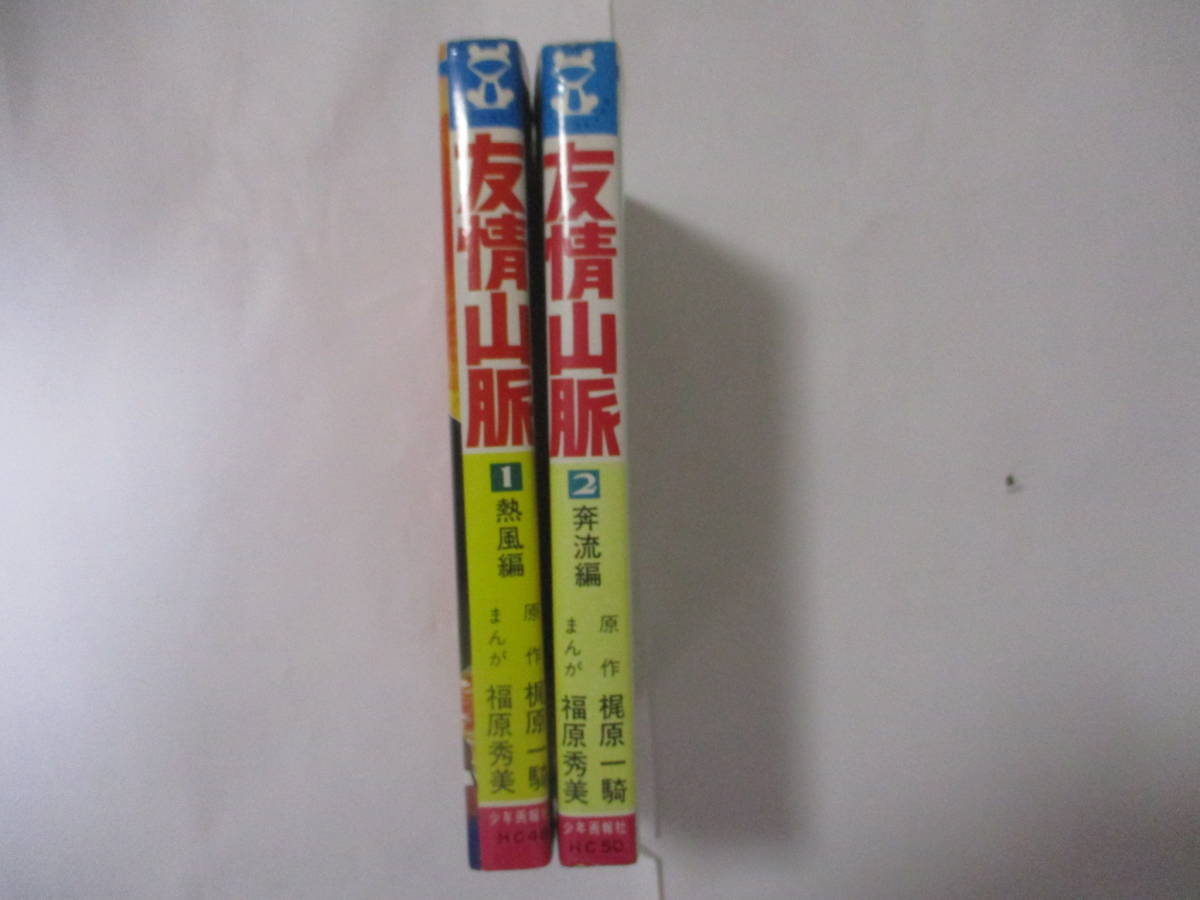 友情山脈
1
熱風編
原作 梶原一騎
まんが 福原秀美
少年画報社
HC4
友情山脈
2
奔流編
原作 梶原一騎
まんが 福原秀美
少年画報社
HC50